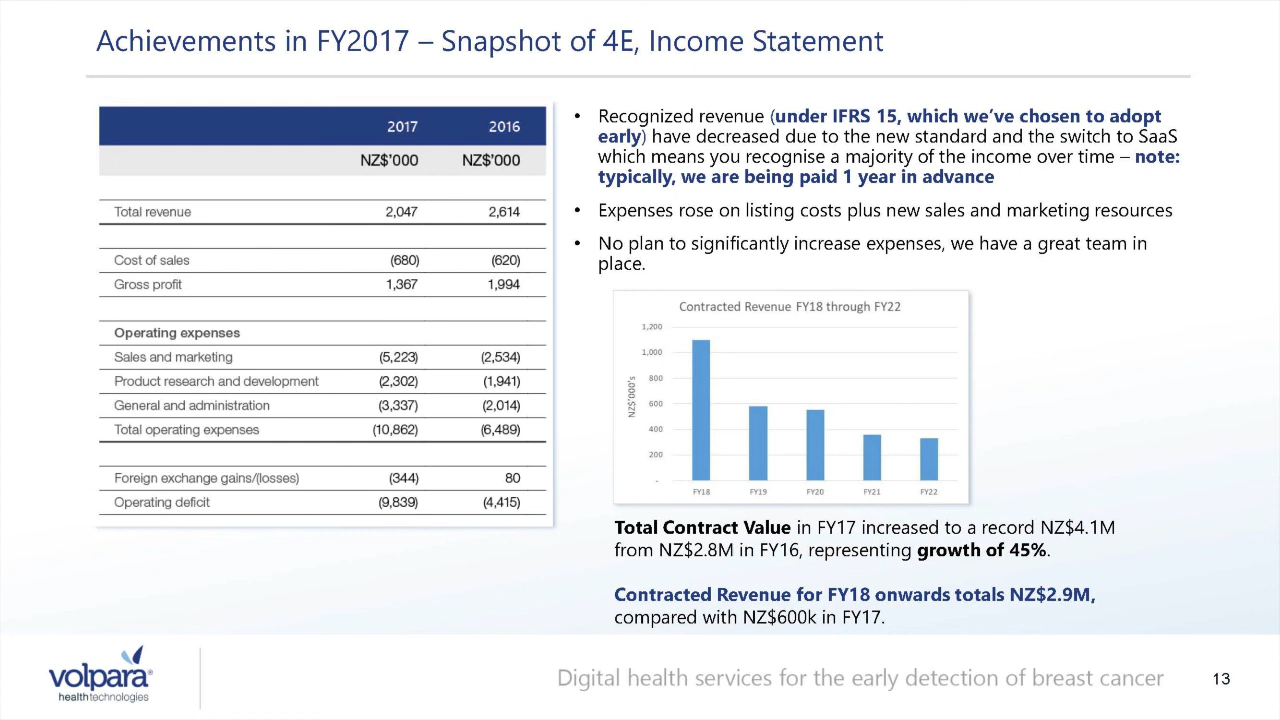 Achievements in FY2017 – Snapshot of 4E, Income Statement
2017 2016
NZ$'000 NZ$'000
Total revenue 2,047 2,614
Cost of sales (680) (620)
Gross profit 1,367 1,994
Operating expenses
Sales and marketing (5,223) (2,534)
Product research and development (2,302) (1,941)
General and administration (3,337) (2,014)
Total operating expenses (10,862) (6,489)
Foreign exchange gains/(losses) (344) 80
Operating deficit (9,839) (4,415)
• Recognized revenue (under IFRS 15, which we've chosen to adopt
early) have decreased due to the new standard and the switch to SaaS
which means you recognise a majority of the income over time – note:
typically, we are being paid 1 year in advance
• Expenses rose on listing costs plus new sales and marketing resources
• No plan to significantly increase expenses, we have a great team in
place.
Contracted Revenue FY18 through FY22
NZ$'000's
1,200
1,000
800
600
400
200
-
FY18 FY19 FY20 FY21 FY22
Total Contract Value in FY17 increased to a record NZ$4.1M
from NZ$2.8M in FY16, representing growth of 45%.
Contracted Revenue for FY18 onwards totals NZ$2.9M,
compared with NZ$600k in FY17.
volpara®
healthtechnologies
Digital health services for the early detection of breast cancer
13